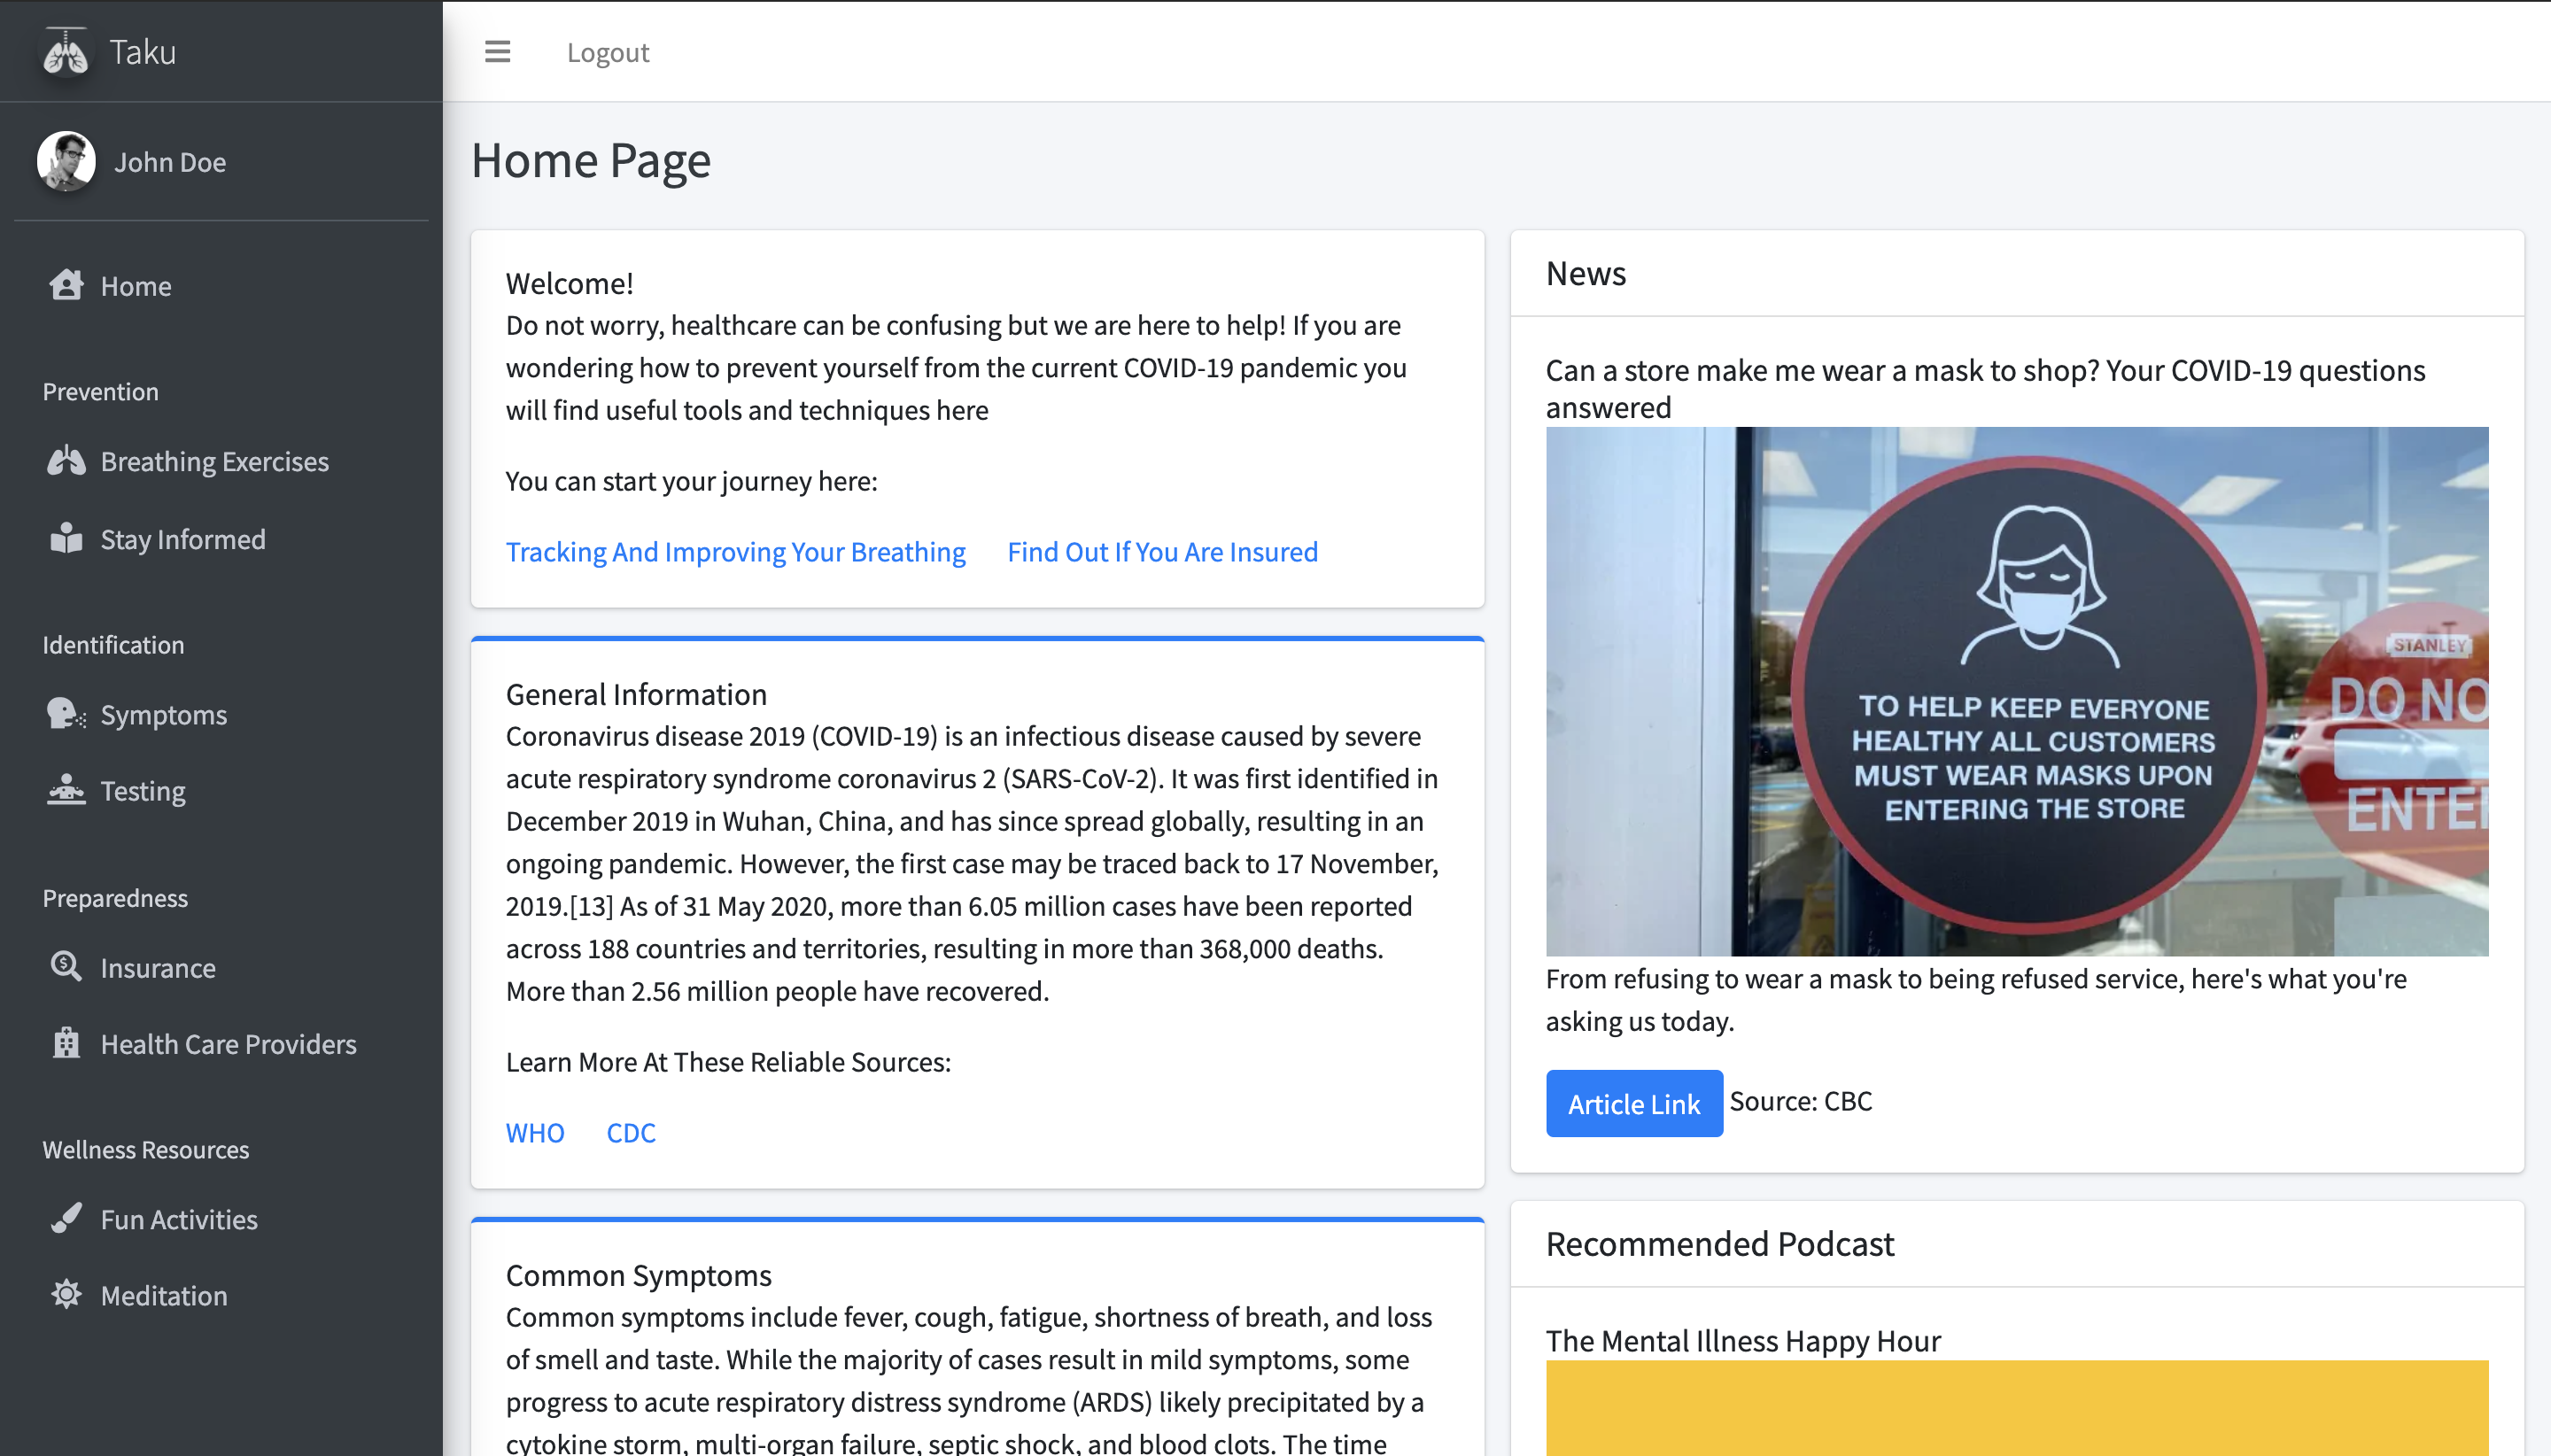 Taku
John Doe
Home
Prevention
Breathing Exercises
Stay Informed
Identification
Symptoms
Testing
Preparedness
Insurance
Health Care Providers
Wellness Resources
Fun Activities
Meditation
Logout
Home Page
Welcome!
Do not worry, healthcare can be confusing but we are here to help! If you are
wondering how to prevent yourself from the current COVID-19 pandemic you
will find useful tools and techniques here
You can start your journey here:
Tracking And Improving Your Breathing Find Out If You Are Insured
General Information
Coronavirus disease 2019 (COVID-19) is an infectious disease caused by severe
acute respiratory syndrome coronavirus 2 (SARS-CoV-2). It was first identified in
December 2019 in Wuhan, China, and has since spread globally, resulting in an
ongoing pandemic. However, the first case may be traced back to 17 November,
2019.[13] As of 31 May 2020, more than 6.05 million cases have been reported
across 188 countries and territories, resulting in more than 368,000 deaths.
More than 2.56 million people have recovered.
Learn More At These Reliable Sources:
WHO CDC
Common Symptoms
Common symptoms include fever, cough, fatigue, shortness of breath, and loss
of smell and taste. While the majority of cases result in mild symptoms, some
progress to acute respiratory distress syndrome (ARDS) likely precipitated by a
cytokine storm, multi-organ failure, septic shock, and blood clots. The time
News
Can a store make me wear a mask to shop? Your COVID-19 questions
answered
TO HELP KEEP EVERYONE
HEALTHY ALL CUSTOMERS
MUST WEAR MASKS UPON
ENTERING THE STORE
STANLEY
DO NO
ENTE
From refusing to wear a mask to being refused service, here's what you're
asking us today.
Article Link Source: CBC
Recommended Podcast
The Mental Illness Happy Hour